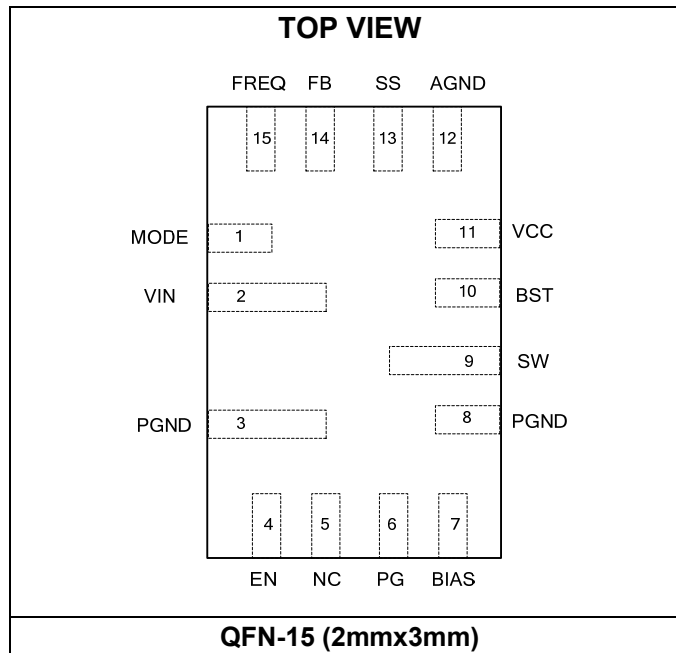 TOP VIEW
FREQ FB SS AGND
15 14 13 12
MODE 1 11 VCC
VIN 2 10 BST
9 SW
PGND 3 8 PGND
4 5 6 7
EN NC PG BIAS
QFN-15 (2mmx3mm)